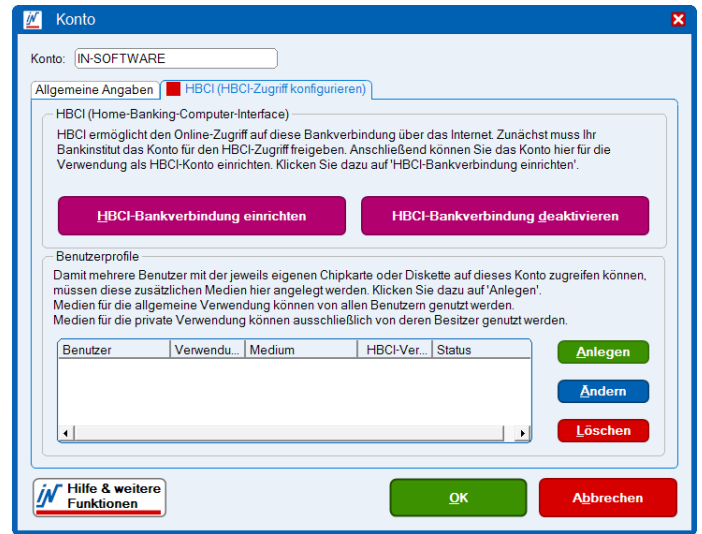 Konto
Konto: IN-SOFTWARE
Allgemeine Angaben HBCI (HBCI-Zugriff konfigurieren)
HBCI (Home-Banking-Computer-Interface)
HBCI ermöglicht den Online-Zugriff auf diese Bankverbindung über das Internet. Zunächst muss Ihr
Bankinstitut das Konto für den HBCI-Zugriff freigeben. Anschließend können Sie das Konto hier für die
Verwendung als HBCI-Konto einrichten. Klicken Sie dazu auf 'HBCI-Bankverbindung einrichten'.
HBCI-Bankverbindung einrichten HBCI-Bankverbindung deaktivieren
Benutzerprofile
Damit mehrere Benutzer mit der jeweils eigenen Chipkarte oder Diskette auf dieses Konto zugreifen können,
müssen diese zusätzlichen Medien hier angelegt werden. Klicken Sie dazu auf 'Anlegen'.
Medien für die allgemeine Verwendung können von allen Benutzern genutzt werden.
Medien für die private Verwendung können ausschließlich von deren Besitzer genutzt werden.
Benutzer Verwendu... Medium HBCI-Ver... Status
Anlegen
Ändern
Löschen
Hilfe & weitere
Funktionen
OK
Abbrechen